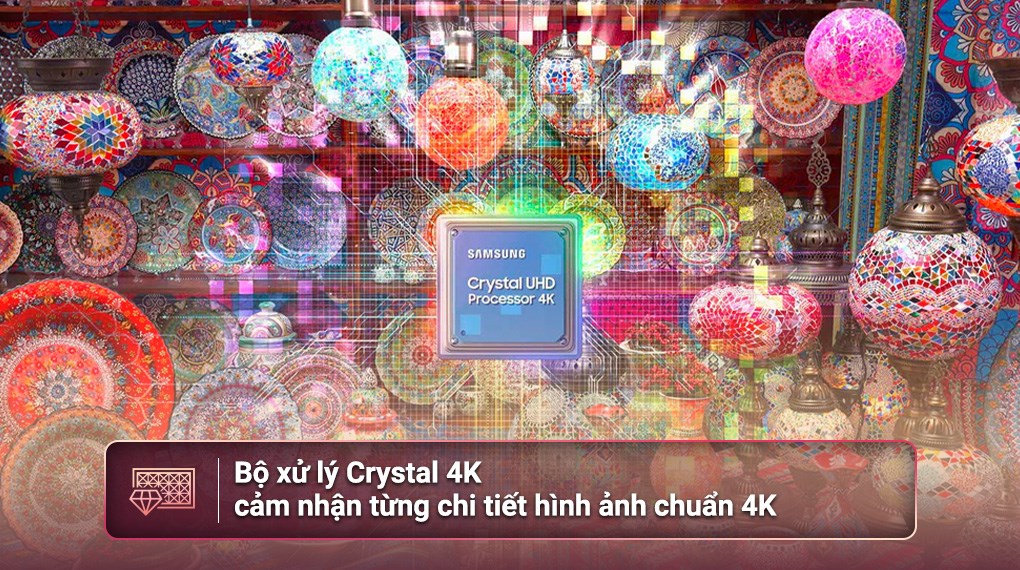 SAMSUNG
Crystal UHD
Processor 4K
Bộ xử lý Crystal 4K
cảm nhận từng chi tiết hình ảnh chuẩn 4K